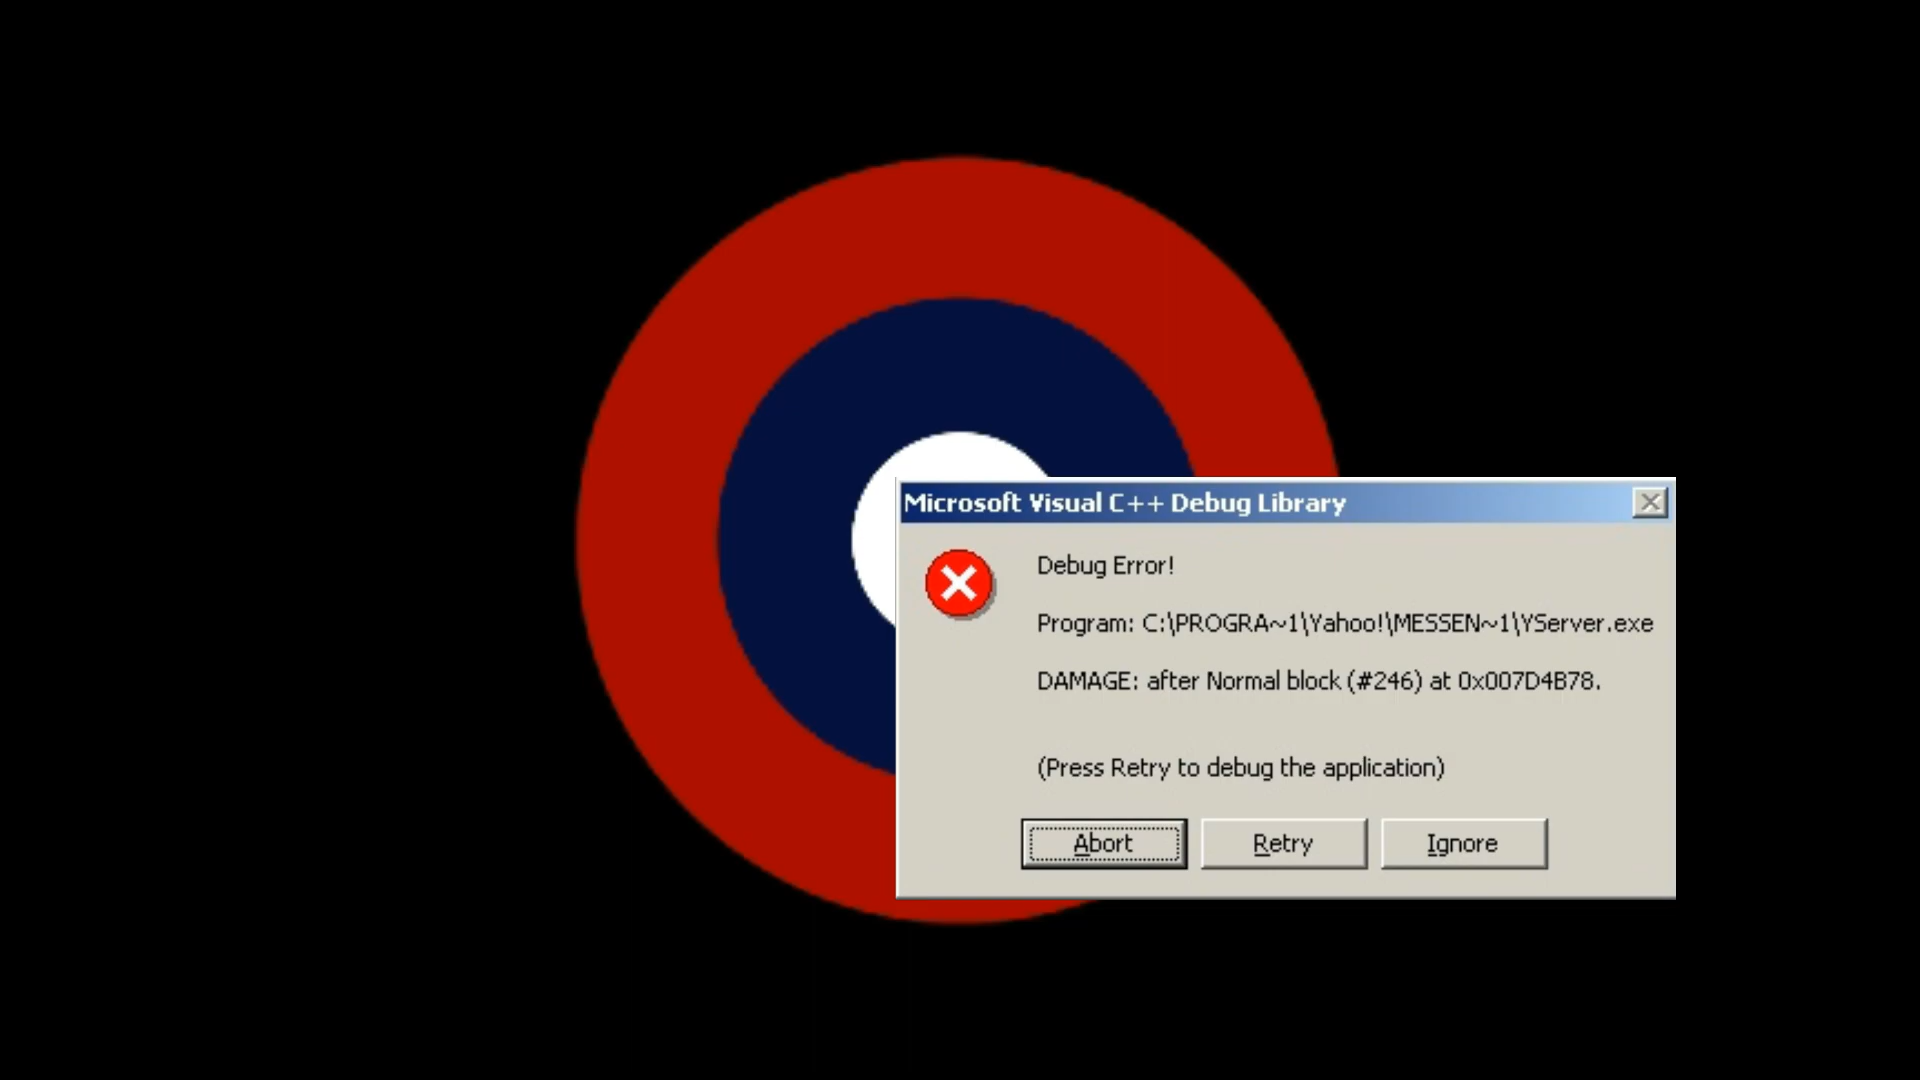 Microsoft Visual C++ Debug Library
Debug Error!
Program: C:\PROGRA~1\Yahoo!\MESSEN~1\YServer.exe
DAMAGE: after Normal block (#246) at 0x007D4B78.
(Press Retry to debug the application)
Abort Retry Ignore